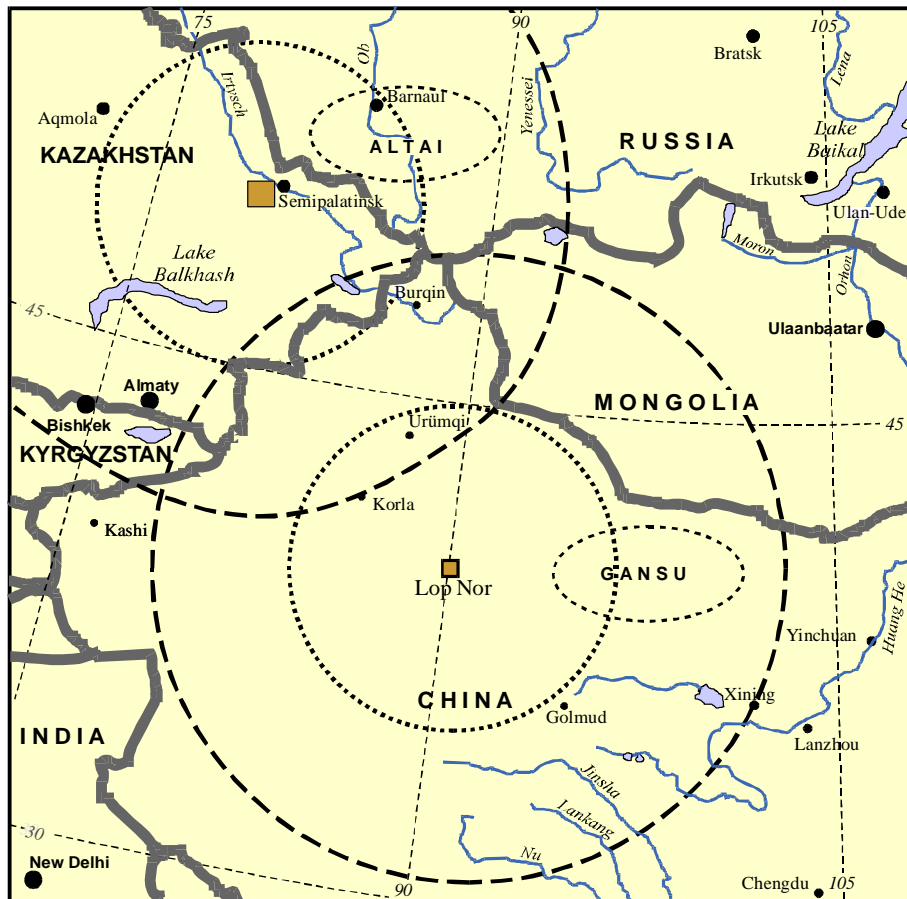 75
90
105
Bratsk
Ob
Irtysch
Yenessei
Lena
Aqmola
Barnaul
ALTAI
RUSSIA
Lake
Baikal
KAZAKHSTAN
Irkutsk
Semipalatinsk
Ulan-Ude
Moron
Lake
Balkhash
Orhon
Burqin
45
Ulaanbaatar
Almaty
MONGOLIA
Bishkek
Urümqi
45
KYRGYZSTAN
Korla
Kashi
GANSU
Lop Nor
Huang He
Yinchuan
CHINA
Xining
Golmud
INDIA
Lanzhou
Jinsha
Lankang
30
Nu
New Delhi
90
Chengdu
105